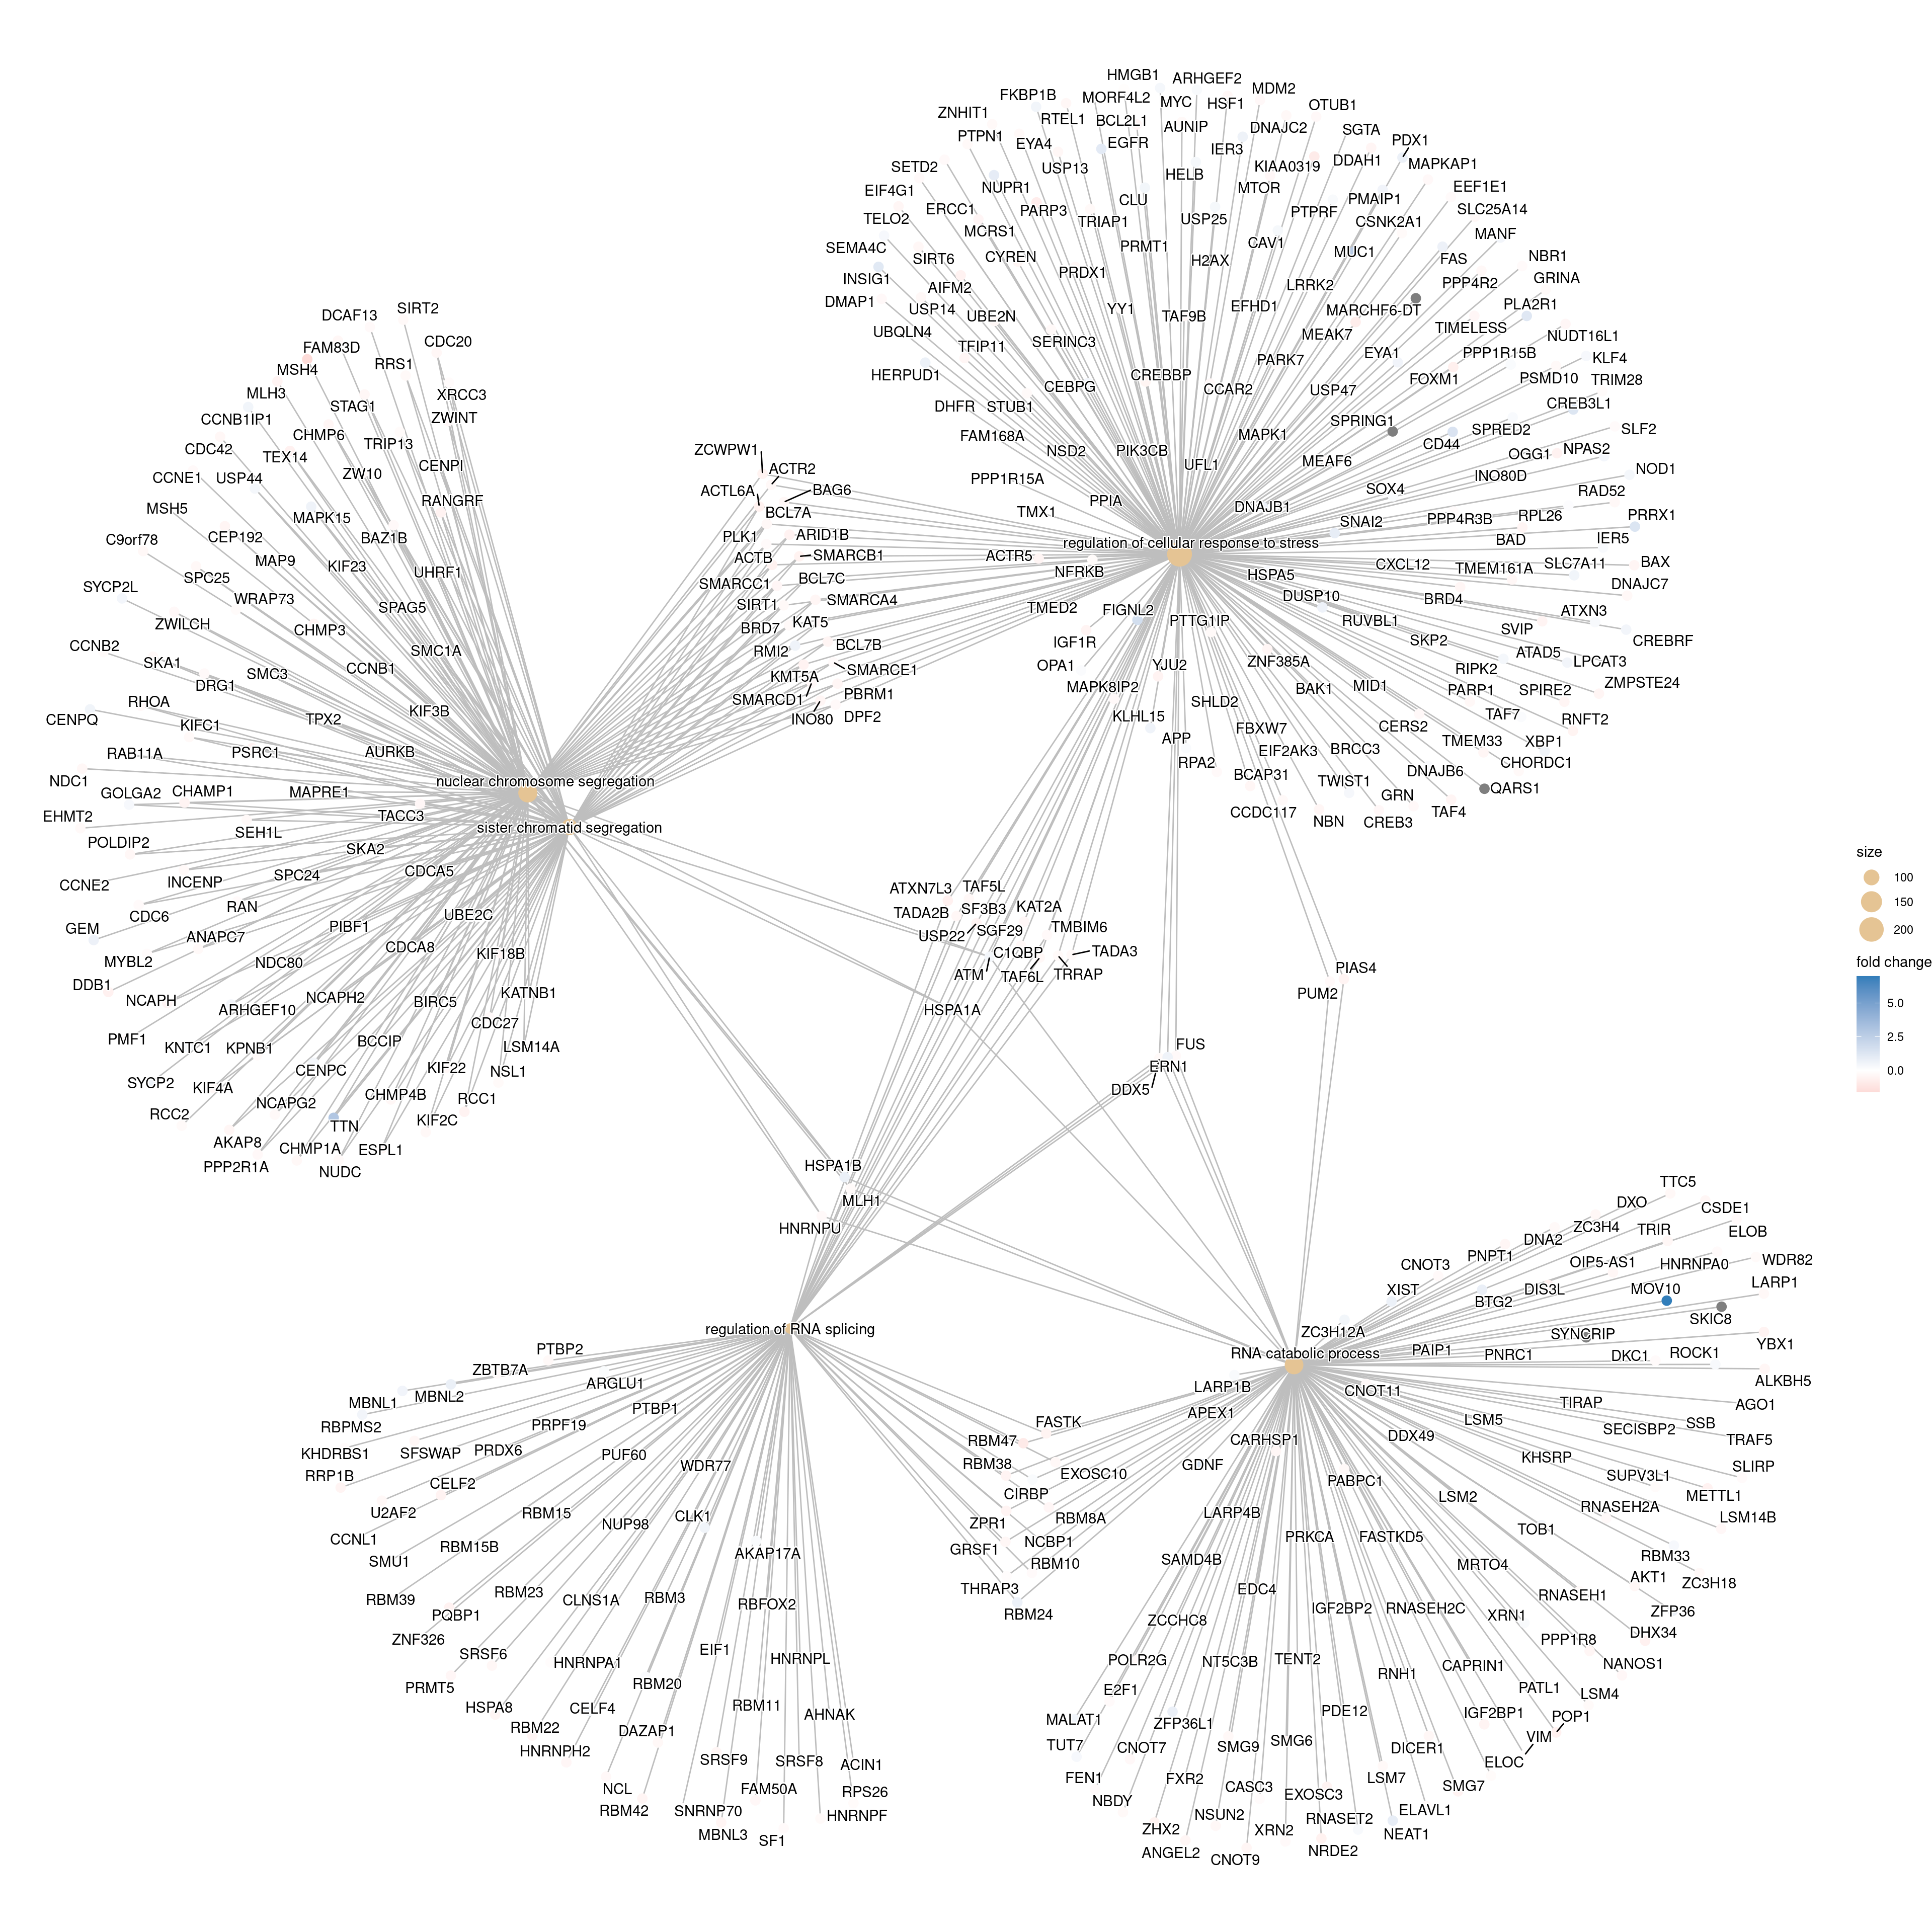 HMGB1
ARHGEF2
MDM2
FKBP1B
MORF4L2
MYC
HSF1
OTUB1
ZNHIT1
RTEL1
BCL2L1
AUNIP
DNAJC2
SGTA
PTPN1
EYA4
EGFR
IER3
PDX1
SETD2
USP13
HELB
KIAA0319
DDAH1
MAPKAP1
EIF4G1
NUPR1
CLU
MTOR
PMAIP1
EEF1E1
TELO2
ERCC1
PARP3
TRIAP1
USP25
PTPRF
CSNK2A1
SLC25A14
SEMA4C
MCRS1
PRMT1
CAV1
MUC1
MANF
SIRT6
CYREN
PRDX1
H2AX
FAS
NBR1
INSIG1
AIFM2
LRRK2
PPP4R2
GRINA
DMAP1
USP14
UBE2N
YY1
TAF9B
EFHD1
MARCHF6-DT
PLA2R1
UBQLN4
TFIP11
SERINC3
MEAK7
TIMELESS
NUDT16L1
HERPUD1
CEBPG
CREBBP
CCAR2
PARK7
EYA1
PPP1R15B
KLF4
DHFR
STUB1
USP47
FOXM1
PSMD10
TRIM28
FAM168A
NSD2
PIK3CB
MAPK1
SPRING1
CREB3L1
PPP1R15A
UFL1
MEAF6
CD44
SPRED2
SLF2
TMX1
PPIA
DNAJB1
SOX4
OGG1
NPAS2
INO80D
NOD1
RAD52
SNAI2
PPP4R3B
RPL26
PRRX1
regulation of cellular response to stress
BAD
IER5
ACTR5
NFRKB
HSPA5
CXCL12
TMEM161A
SLC7A11
BAX
TMED2
FIGNL2
PTTG1IP
DUSP10
BRD4
DNAJC7
IGF1R
RUVBL1
SVIP
ATXN3
OPA1
YJU2
ZNF385A
SKP2
ATAD5
CREBRF
MAPK8IP2
SHLD2
BAK1
MID1
RIPK2
LPCAT3
KLHL15
APP
FBXW7
PARP1
SPIRE2
ZMPSTE24
RPA2
EIF2AK3
BRCC3
CERS2
TAF7
RNFT2
BCAP31
TWIST1
TMEM33
XBP1
CCDC117
GRN
DNAJB6
CHORDC1
NBN
CREB3
TAF4
QARS1
DCAF13
SIRT2
FAM83D
RRS1
CDC20
MSH4
MLH3
STAG1
XRCC3
CCNB1IP1
CHMP6
TRIP13
ZWINT
CDC42
TEX14
ZW10
CENPI
CCNE1
USP44
RANGRF
MSH5
MAPK15
BAZ1B
C9orf78
CEP192
MAP9
KIF23
UHRF1
SYCP2L
SPC25
WRAP73
SPAG5
ZWILCH
CHMP3
SMC1A
CCNB2
SKA1
SMC3
CCNB1
DRG1
RHOA
KIF3B
CENPQ
KIFC1
TPX2
RAB11A
PSRC1
AURKB
NDC1
nuclear chromosome segregation
GOLGA2
CHAMP1
MAPRE1
EHMT2
TACC3
sister chromatid segregation
POLDIP2
SEH1L
SKA2
CCNE2
INCENP
SPC24
CDCA5
CDC6
RAN
UBE2C
GEM
ANAPC7
PIBF1
CDCA8
KIF18B
MYBL2
NDC80
DDB1
NCAPH
NCAPH2
BIRC5
KATNB1
ARHGEF10
CDC27
PMF1
KNTC1
KPNB1
BCCIP
LSM14A
SYCP2
KIF4A
CENPC
KIF22
NSL1
RCC2
NCAPG2
CHMP4B
RCC1
AKAP8
TTN
KIF2C
PPP2R1A
CHMP1A
ESPL1
NUDC
ZCWPW1
ACTR2
ACTL6A
BAG6
BCL7A
PLK1
ARID1B
ACTB
SMARCB1
SMARCC1
BCL7C
SIRT1
SMARCA4
BRD7
KAT5
RMI2
BCL7B
KMT5A
SMARCE1
SMARCD1
PBRM1
INO80
DPF2
ATXN7L3
TAF5L
TADA2B
SF3B3
KAT2A
USP22
SGF29
TMBIM6
C1QBP
TADA3
ATM
TAF6L
TRRAP
HSPA1A
PIAS4
PUM2
FUS
ERN1
DDX5
HSPA1B
MLH1
HNRNPU
size
100
150
200
fold change
5.0
2.5
0.0
regulation of RNA splicing
PTBP2
ZBTB7A
MBNL1
MBNL2
ARGLU1
RBPMS2
PRPF19
PTBP1
KHDRBS1
SFSWAP
PRDX6
RRP1B
CELF2
PUF60
WDR77
U2AF2
RBM15
NUP98
CLK1
CCNL1
RBM15B
SMU1
AKAP17A
RBM39
RBM23
CLNS1A
RBM3
RBFOX2
PQBP1
ZNF326
SRSF6
HNRNPA1
EIF1
HNRNPL
PRMT5
RBM20
HSPA8
CELF4
RBM11
AHNAK
RBM22
DAZAP1
HNRNPH2
SRSF9
SRSF8
ACIN1
NCL
FAM50A
RPS26
RBM42
SNRNP70
HNRNPF
MBNL3
SF1
FASTK
RBM47
RBM38
EXOSC10
CIRBP
ZPR1
RBM8A
GRSF1
NCBP1
RBM10
THRAP3
RBM24
TTC5
DXO
CSDE1
ZC3H4
TRIR
ELOB
DNA2
PNPT1
OIP5-AS1
HNRNPA0
WDR82
CNOT3
XIST
DIS3L
MOV10
LARP1
BTG2
SKIC8
ZC3H12A
SYNCRIP
YBX1
RNA catabolic process
PAIP1
PNRC1
DKC1
ROCK1
LARP1B
CNOT11
ALKBH5
APEX1
TIRAP
AGO1
CARHSP1
DDX49
LSM5
SECISBP2
SSB
GDNF
KHSRP
TRAF5
PABPC1
SUPV3L1
SLIRP
LARP4B
LSM2
RNASEH2A
METTL1
PRKCA
FASTKD5
TOB1
LSM14B
SAMD4B
MRTO4
RBM33
EDC4
AKT1
ZC3H18
ZCCHC8
IGF2BP2
RNASEH2C
XRN1
RNASEH1
ZFP36
POLR2G
NT5C3B
TENT2
PPP1R8
DHX34
E2F1
RNH1
CAPRIN1
NANOS1
MALAT1
ZFP36L1
PDE12
PATL1
LSM4
TUT7
CNOT7
SMG9
SMG6
IGF2BP1
POP1
FEN1
FXR2
DICER1
VIM
NBDY
CASC3
EXOSC3
LSM7
ELOC
NSUN2
SMG7
ZHX2
XRN2
RNASET2
ELAVL1
ANGEL2
CNOT9
NRDE2
NEAT1